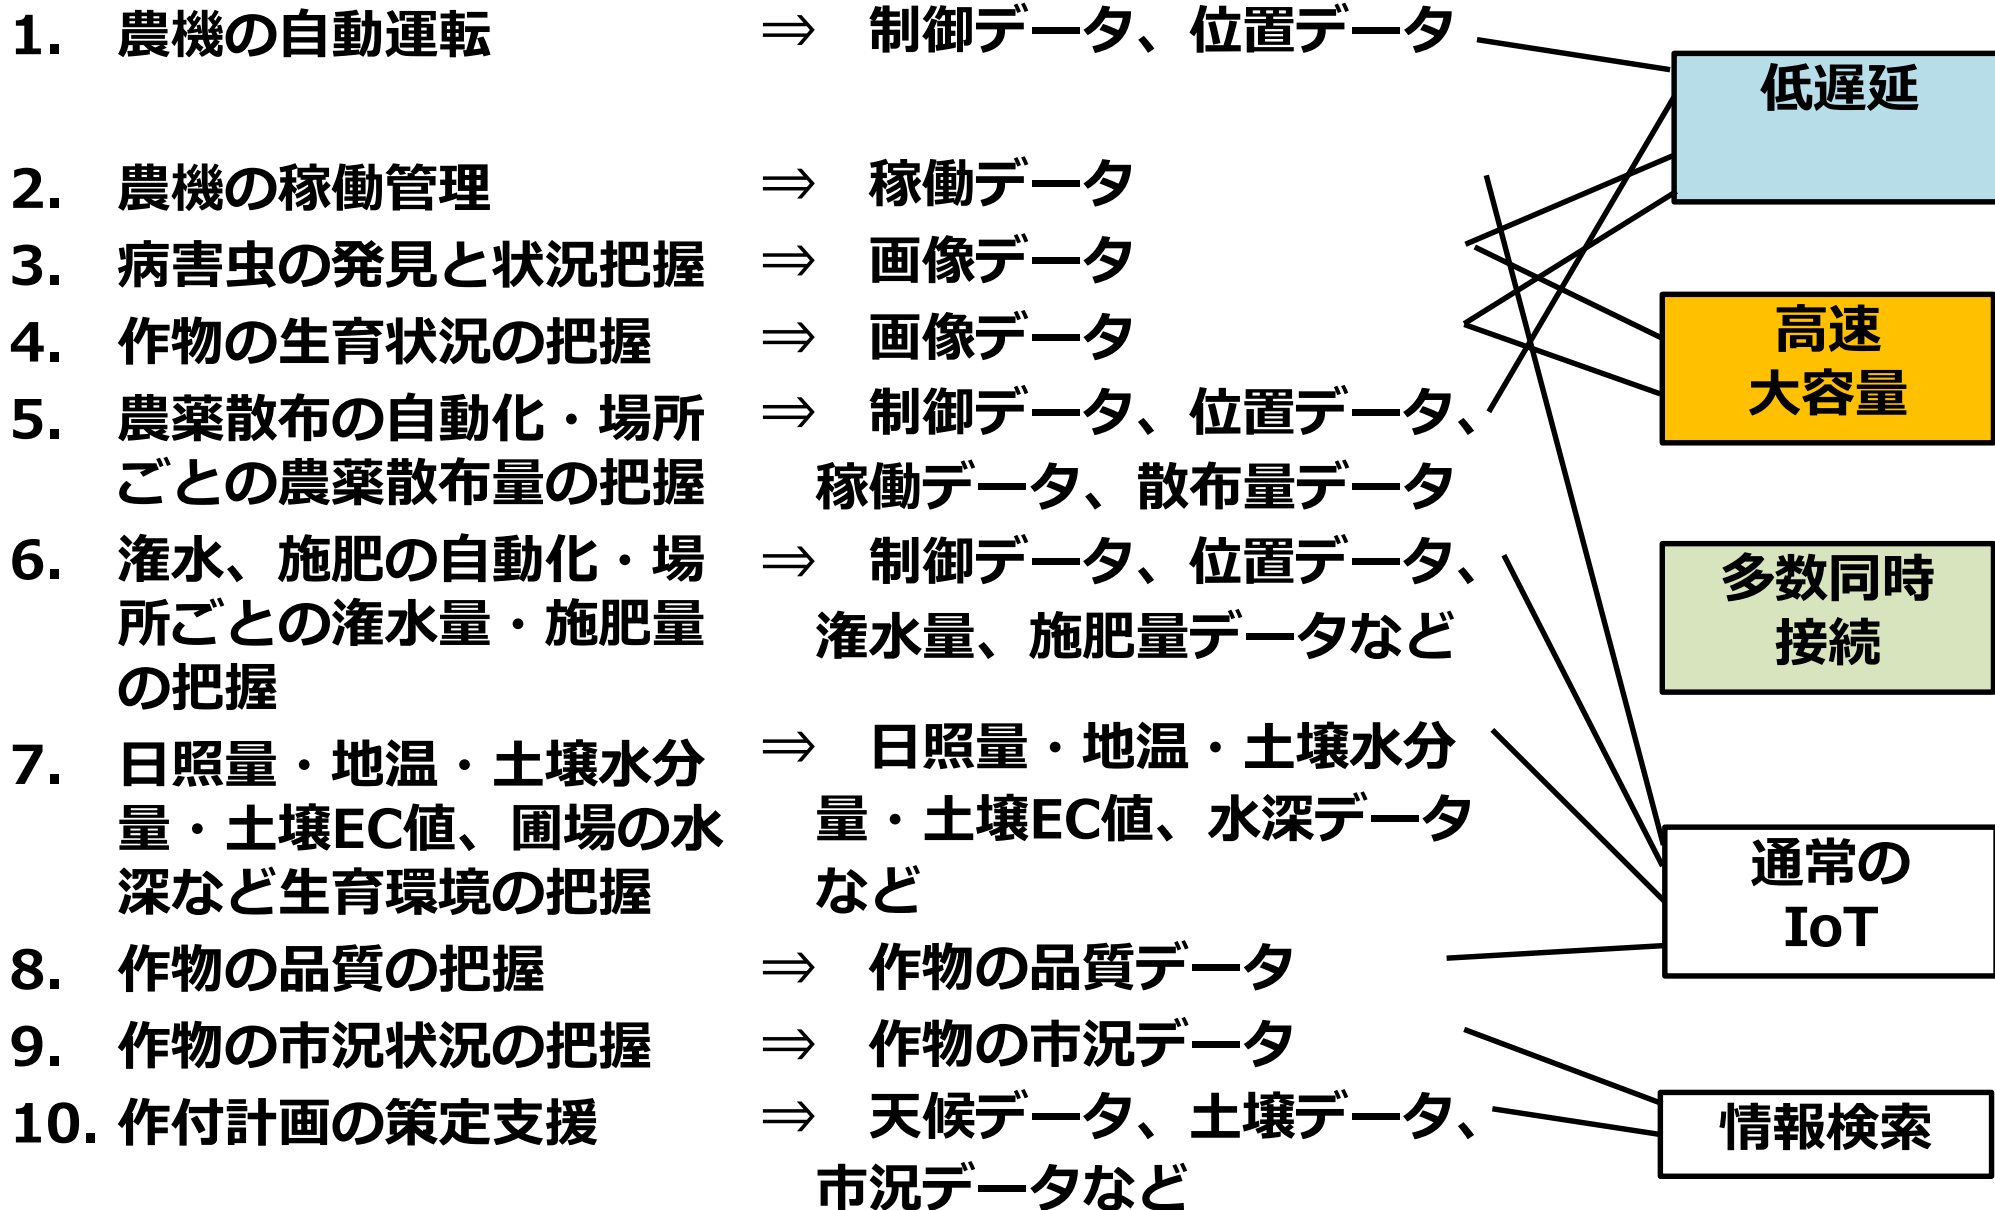 1. 農機の自動運転 ⇒ 制御データ、位置データ
2. 農機の稼働管理 ⇒ 稼働データ
3. 病害虫の発見と状況把握 ⇒ 画像データ
4. 作物の生育状況の把握 ⇒ 画像データ
5. 農薬散布の自動化・場所 ⇒ 制御データ、位置データ、
ごとの農薬散布量の把握 稼働データ、散布量データ
6. 潅水、施肥の自動化・場 ⇒ 制御データ、位置データ、
所ごとの潅水量・施肥量 潅水量、施肥量データなど
の把握
7. 日照量・地温・土壌水分 ⇒ 日照量・地温・土壌水分
量・土壌EC値、圃場の水 量・土壌EC値、水深データ
深など生育環境の把握 など
8. 作物の品質の把握 ⇒ 作物の品質データ
9. 作物の市況状況の把握 ⇒ 作物の市況データ
10. 作付計画の策定支援 ⇒ 天候データ、土壌データ、
市況データなど
低遅延
高速
大容量
多数同時
接続
通常の
IoT
情報検索